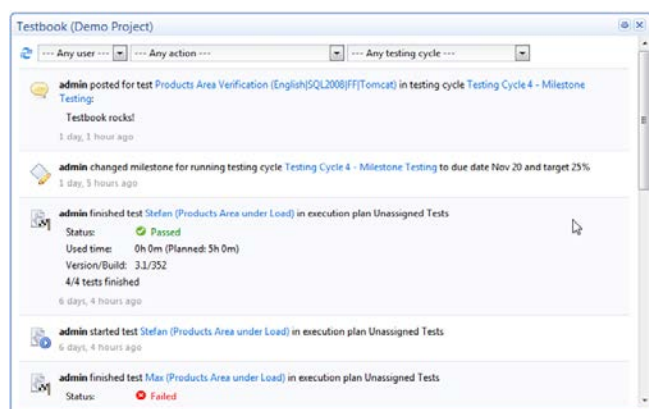 Testbook (Demo Project)
--- Any user --- --- Any action --- --- Any testing cycle ---
admin posted for test Products Area Verification (English|SQL2008|FF|Tomcat) in testing cycle Testing Cycle 4 - Milestone
Testing:
Testbook rocks!
1 day, 1 hour ago
admin changed milestone for running testing cycle Testing Cycle 4 - Milestone Testing to due date Nov 20 and target 25%
1 day, 5 hours ago
admin finished test Stefan (Products Area under Load) in execution plan Unassigned Tests
Status: Passed
Used time: 0h 0m (Planned: 5h 0m)
Version/Build: 3.1/352
4/4 tests finished
6 days, 4 hours ago
admin started test Stefan (Products Area under Load) in execution plan Unassigned Tests
6 days, 4 hours ago
admin finished test Max (Products Area under Load) in execution plan Unassigned Tests
Status: Failed